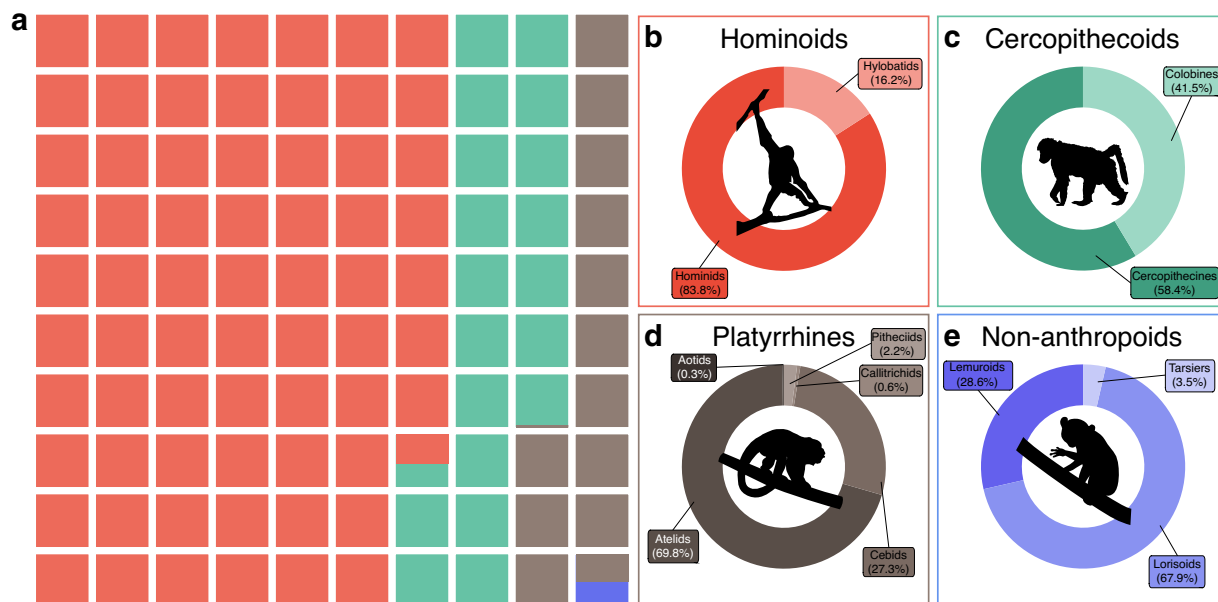 a
b Hominoids
Hylobatids
(16.2%)
Hominids
(83.8%)
c Cercopithecoids
Colobines
(41.5%)
Cercopithecines
(58.4%)
d Platyrrhines
Aotids
(0.3%)
Pitheciids
(2.2%)
Callitrichids
(0.6%)
Atelids
(69.8%)
Cebids
(27.3%)
e Non-anthropoids
Lemuroids
(28.6%)
Tarsiers
(3.5%)
Lorisoids
(67.9%)